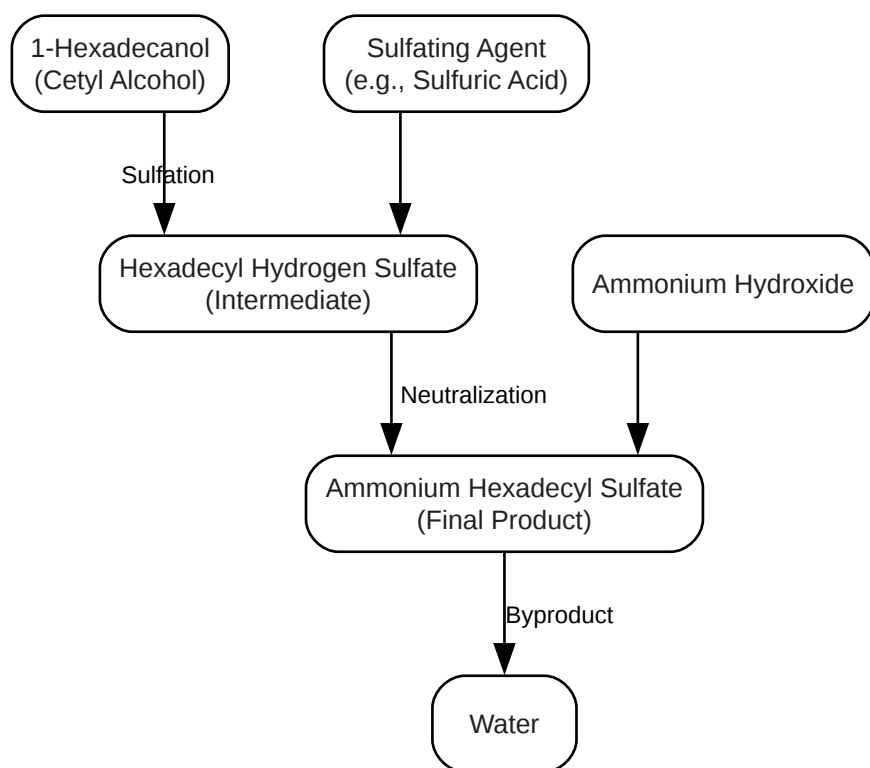 1-Hexadecanol
(Cetyl Alcohol)
Sulfating Agent
(e.g., Sulfuric Acid)
Sulfation
Hexadecyl Hydrogen Sulfate
(Intermediate)
Ammonium Hydroxide
Neutralization
Ammonium Hexadecyl Sulfate
(Final Product)
Byproduct
Water